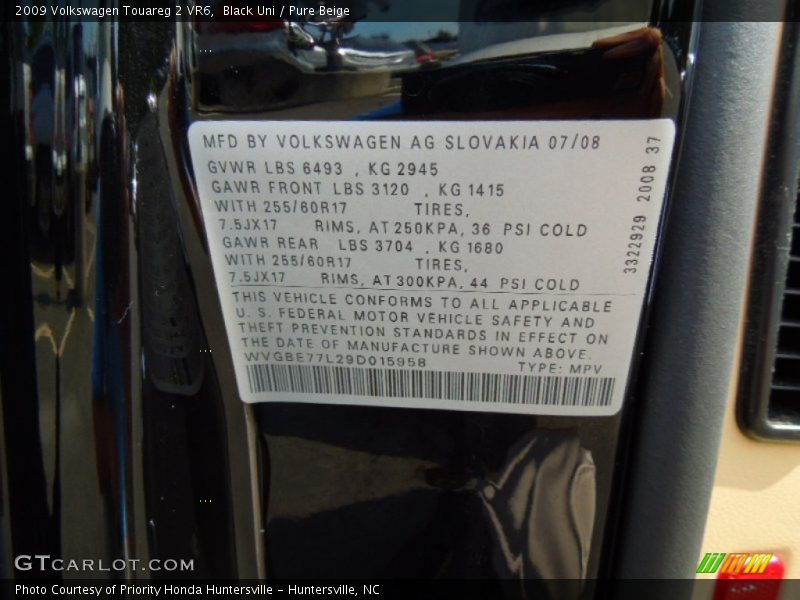 2009 Volkswagen Touareg 2 VR6, Black Uni / Pure Beige
MFD BY VOLKSWAGEN AG SLOVAKIA 07/08
GVWR LBS 6493 , KG 2945
GAWR FRONT LBS 3120 , KG 1415
WITH 255/60R17 TIRES,
7.5JX17 RIMS, AT 250KPA, 36 PSI COLD
GAWR REAR LBS 3704 , KG 1680
WITH 255/60R17 TIRES,
7.5JX17 RIMS, AT 300KPA, 44 PSI COLD
THIS VEHICLE CONFORMS TO ALL APPLICABLE
U. S. FEDERAL MOTOR VEHICLE SAFETY AND
THEFT PREVENTION STANDARDS IN EFFECT ON
THE DATE OF MANUFACTURE SHOWN ABOVE.
WVGBE77L29D015958 TYPE: MPV
3322929 2008 37
GTCARLOT.COM
Photo Courtesy of Priority Honda Huntersville – Huntersville, NC